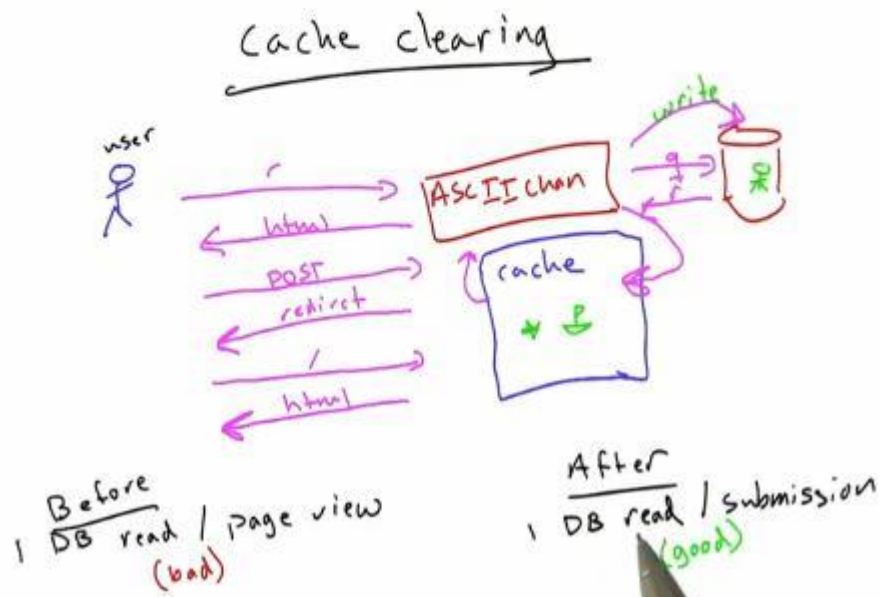 Cache clearing
user
write
ASCIIchan
q
r
html
cache
POST
redirct
/
html
Before
1 DB read / page view
(bad)
After
1 DB read / submission
(good)